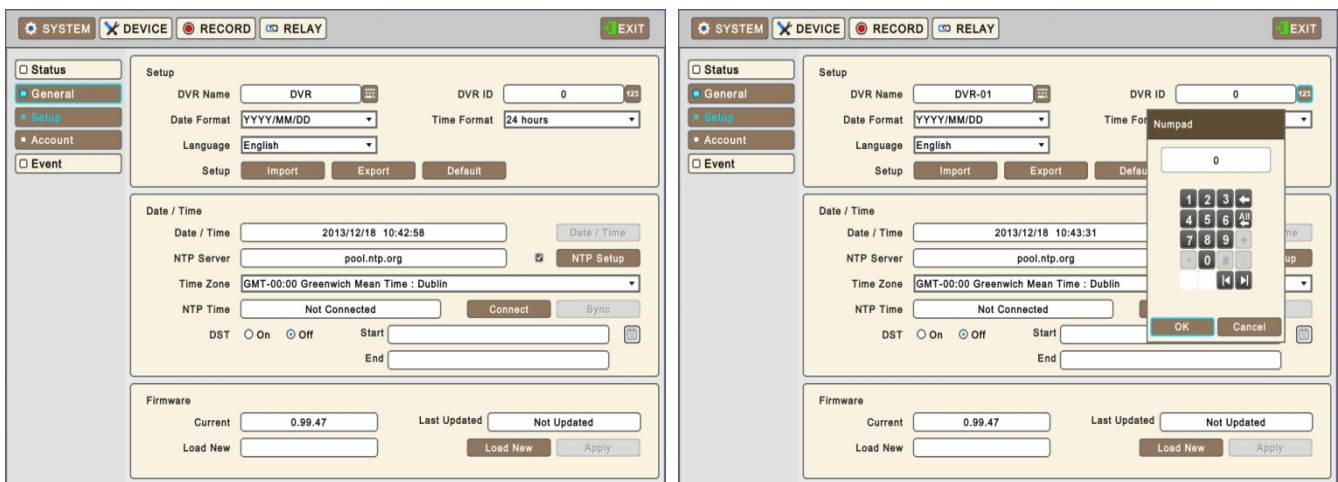 SYSTEM DEVICE RECORD RELAY EXIT
Status
General
Setup
Account
Event
Setup
DVR Name DVR DVR ID 0 123
Date Format YYYY/MM/DD Time Format 24 hours
Language English
Setup Import Export Default
Date / Time
Date / Time 2013/12/18 10:42:58 Date / Time
NTP Server pool.ntp.org NTP Setup
Time Zone GMT-00:00 Greenwich Mean Time : Dublin
NTP Time Not Connected Connect Sync
DST On Off Start
End
Firmware
Current 0.99.47 Last Updated Not Updated
Load New Load New Apply
SYSTEM DEVICE RECORD RELAY EXIT
Status
General
Setup
Account
Event
Setup
DVR Name DVR-01 DVR ID 0 123
Date Format YYYY/MM/DD Time For
Language English
Setup Import Export Defau
Numpad
0
1 2 3
4 5 6 All
7 8 9 +
* 0 # .
OK Cancel
Date / Time
Date / Time 2013/12/18 10:43:31 me
NTP Server pool.ntp.org up
Time Zone GMT-00:00 Greenwich Mean Time : Dublin
NTP Time Not Connected
DST On Off Start
End
Firmware
Current 0.99.47 Last Updated Not Updated
Load New Load New Apply